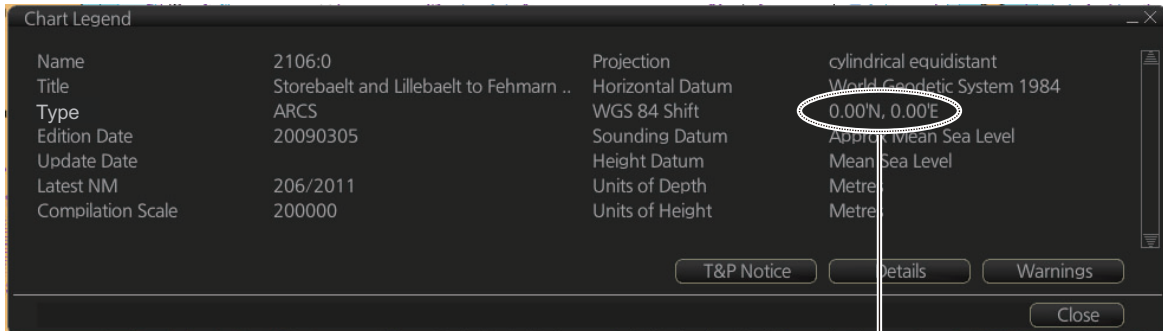 Chart Legend
Name 2106:0 Projection cylindrical equidistant
Title Storebaelt and Lillebaelt to Fehmarn .. Horizontal Datum World Geodetic System 1984
Type ARCS WGS 84 Shift 0.00'N, 0.00'E
Edition Date 20090305 Sounding Datum Approx Mean Sea Level
Update Date Height Datum Mean Sea Level
Latest NM 206/2011 Units of Depth Metres
Compilation Scale 200000 Units of Height Metres
T&P Notice Details Warnings
Close